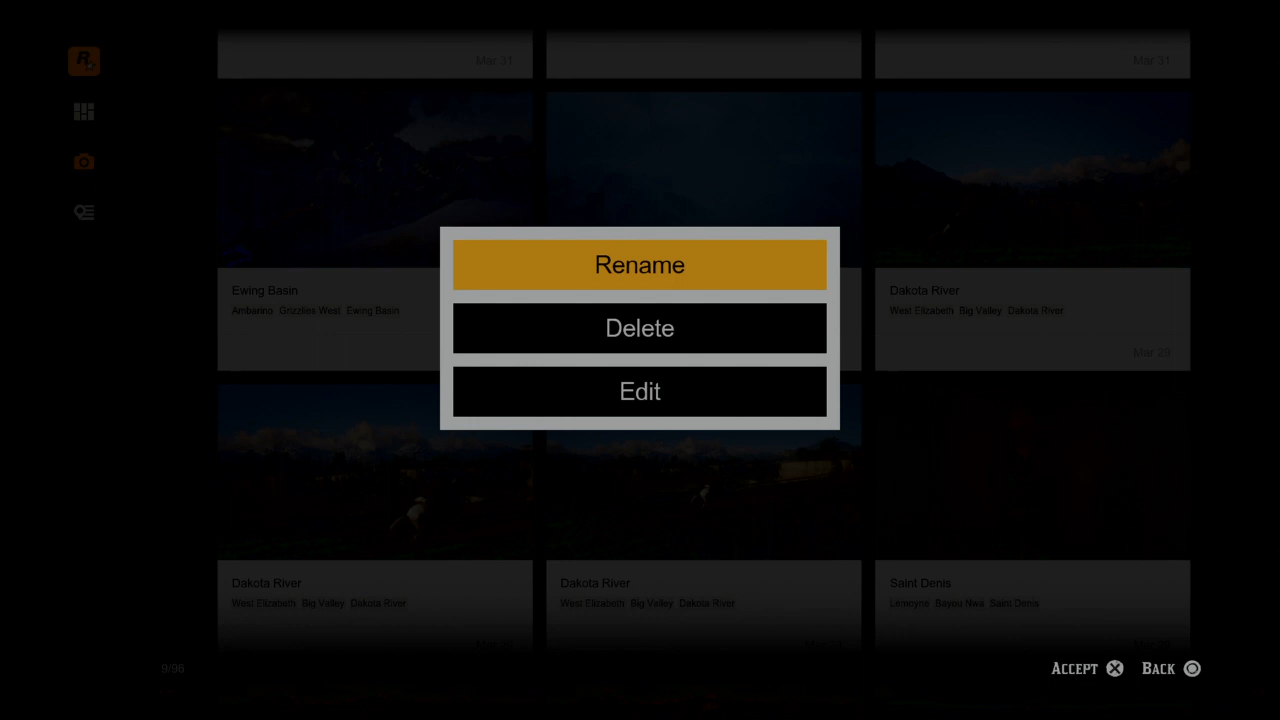 Mar 31
Mar 31
Rename
Ewing Basin
Dakota River
Ambarino Grizzlies West Ewing Basin
West Elizabeth Big Valley Dakota River
Delete
Mar 29
Edit
Dakota River
Dakota River
Saint Denis
West Elizabeth Big Valley Dakota River
West Elizabeth Big Valley Dakota River
Lemoyne Bayou Nwa Saint Denis
9/96
ACCEPT
BACK